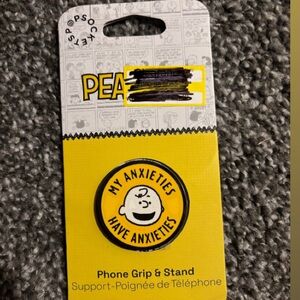 POPSOCKETS
PEA
MY ANXIETIES
HAVE ANXIETIES
Phone Grip & Stand
Support-Poignée de Téléphone